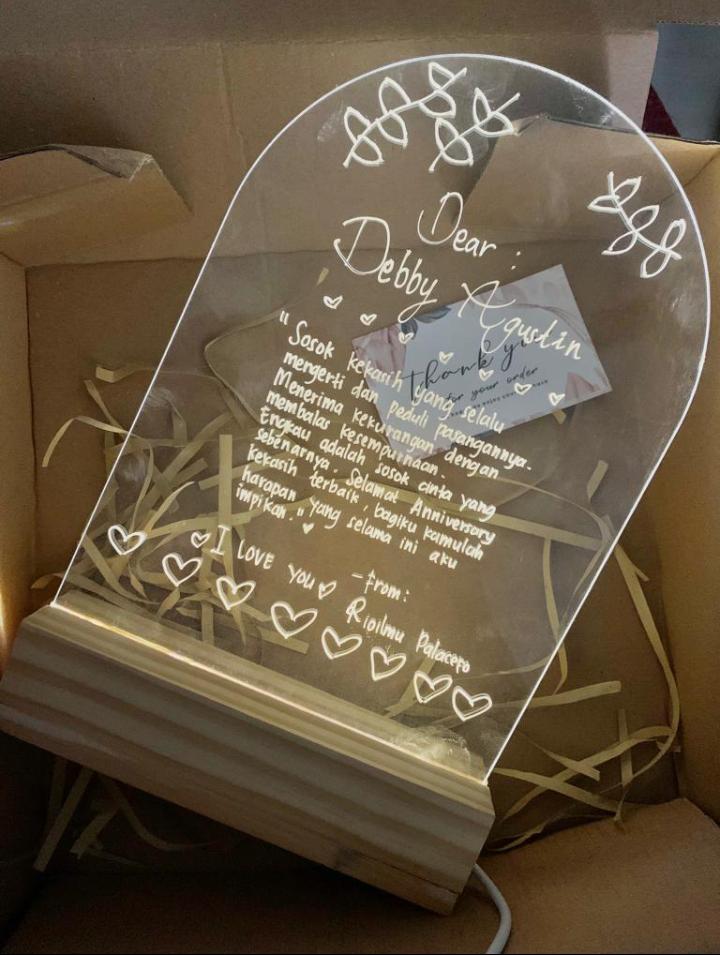 Dear :
Debby Agustin
"Sosok kekasih yang selalu
mengerti dan peduli pasangannya.
Menerima kekurangan dengan
membalas kesempurnaan.
Engkau adalah sosok cinta yang
sebenarnya. Selamat Anniversary
kekasih terbaik, bagiku kamulah
harapan yang selama ini aku
impikan."
I LOVE YOU
-from:
Rioilmu Palacero
thank you
for your order